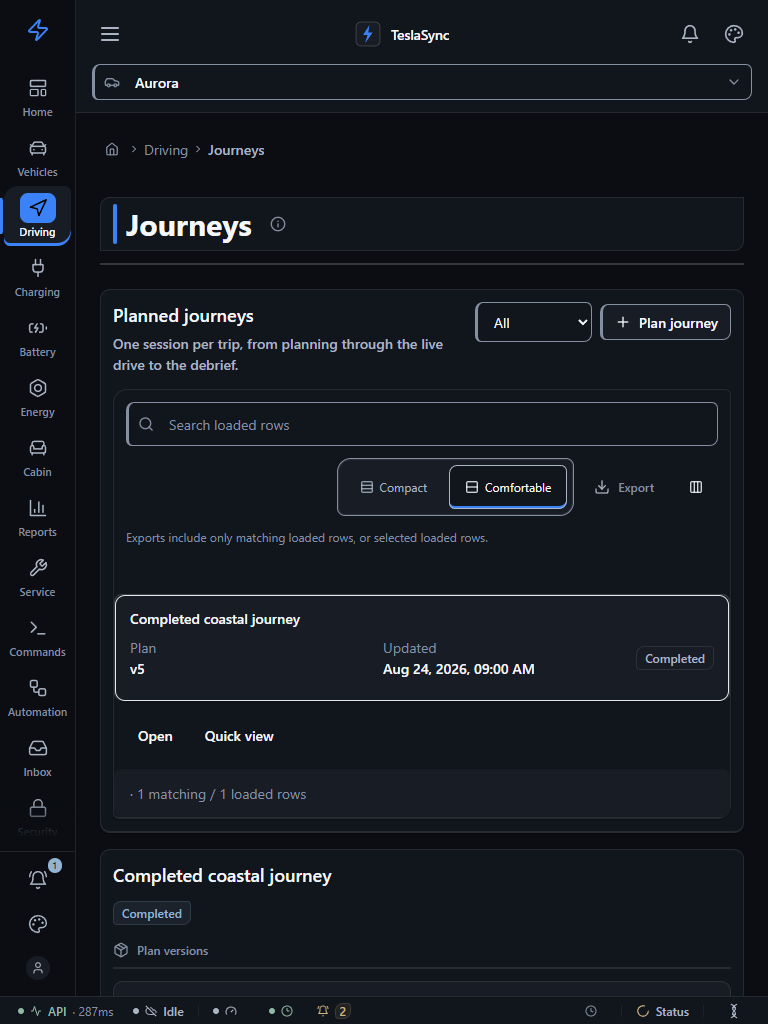 TeslaSync
Aurora
Home
Vehicles
Driving
Charging
Battery
Energy
Cabin
Reports
Service
Commands
Automation
Inbox
Security
1
Driving > Journeys
Journeys
Planned journeys
One session per trip, from planning through the live
drive to the debrief.
All
+ Plan journey
Search loaded rows
Compact
Comfortable
Export
Exports include only matching loaded rows, or selected loaded rows.
Completed coastal journey
Plan
v5
Updated
Aug 24, 2026, 09:00 AM
Completed
Open
Quick view
· 1 matching / 1 loaded rows
Completed coastal journey
Completed
Plan versions
API · 287ms
Idle
2
Status